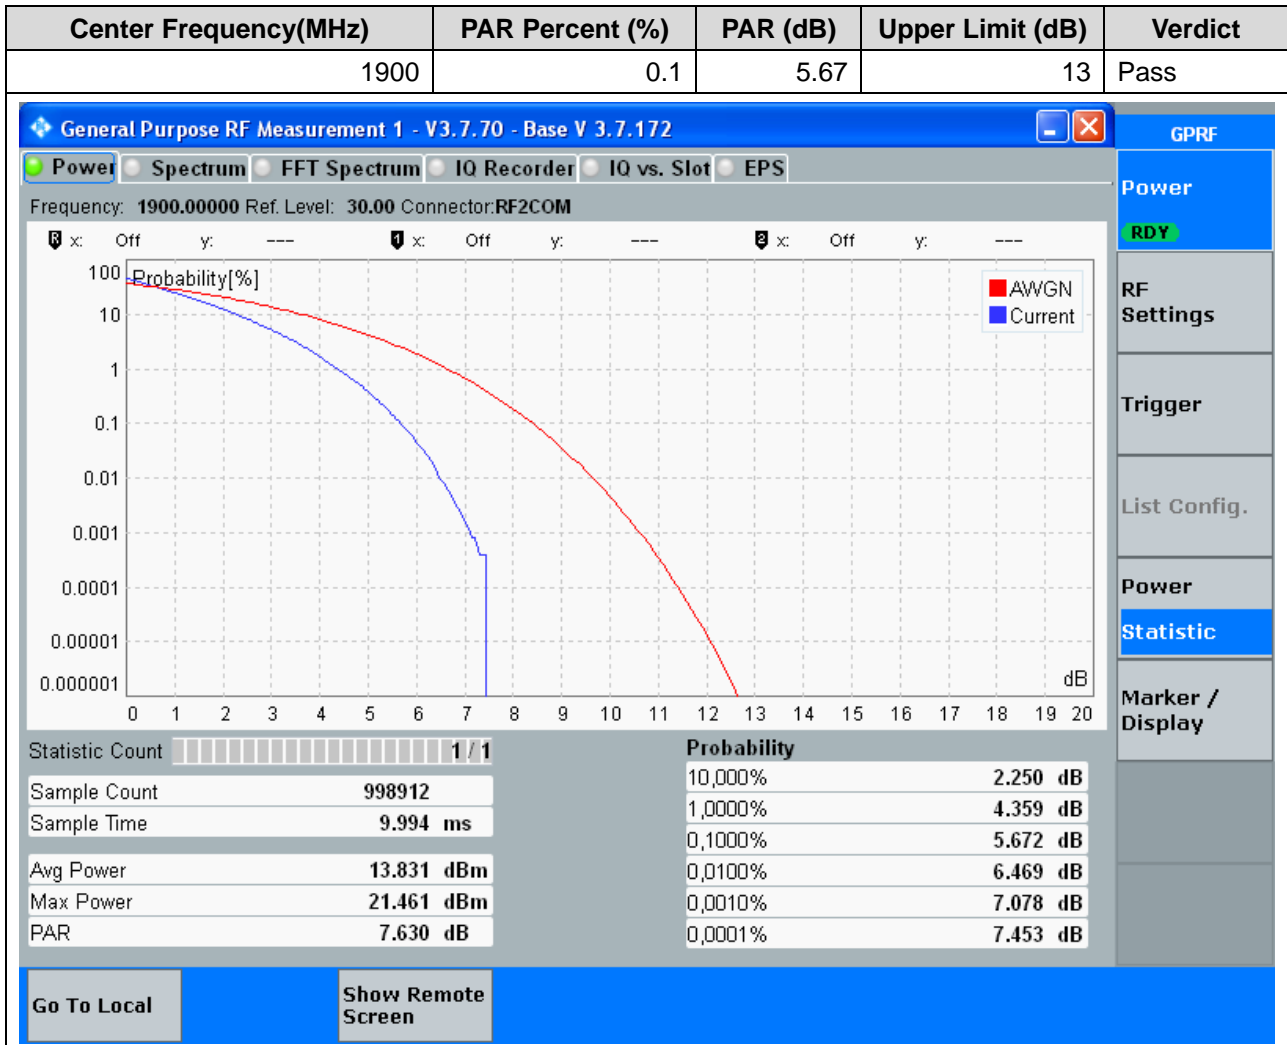 Center Frequency(MHz) PAR Percent (%) PAR (dB) Upper Limit (dB) Verdict
1900 0.1 5.67 13 Pass
General Purpose RF Measurement 1 - V3.7.70 - Base V 3.7.172
GPRF
Power Spectrum FFT Spectrum IQ Recorder IQ vs. Slot EPS
Frequency: 1900.00000 Ref. Level: 30.00 Connector:RF2COM
R x: Off y: --- 1 x: Off y: --- 2 x: Off y: ---
Probability[%]
AWGN
Current
100
10
1
0.1
0.01
0.001
0.0001
0.00001
0.000001
dB
0 1 2 3 4 5 6 7 8 9 10 11 12 13 14 15 16 17 18 19 20
Statistic Count 1 / 1
Sample Count 998912
Sample Time 9.994 ms
Avg Power 13.831 dBm
Max Power 21.461 dBm
PAR 7.630 dB
Probability
10,000% 2.250 dB
1,0000% 4.359 dB
0,1000% 5.672 dB
0,0100% 6.469 dB
0,0010% 7.078 dB
0,0001% 7.453 dB
Power
RDY
RF
Settings
Trigger
List Config.
Power
Statistic
Marker /
Display
Go To Local
Show Remote
Screen